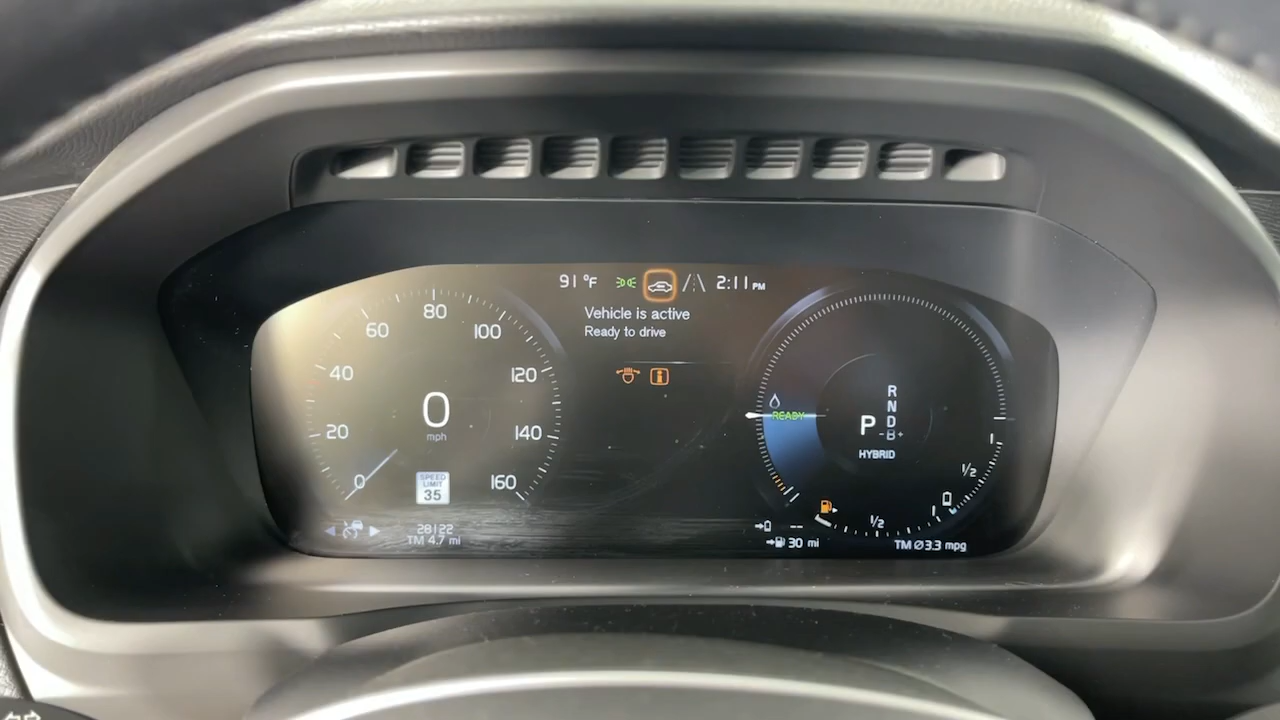 91 °F 2:11 PM
Vehicle is active
Ready to drive
0
20
40
60
80
100
120
140
160
0
mph
SPEED
LIMIT
35
28122
TM 4.7 mi
READY
R
N
D
P -B+
HYBRID
1
1/2
1
1/2
--
30 mi
TM Ø3.3 mpg